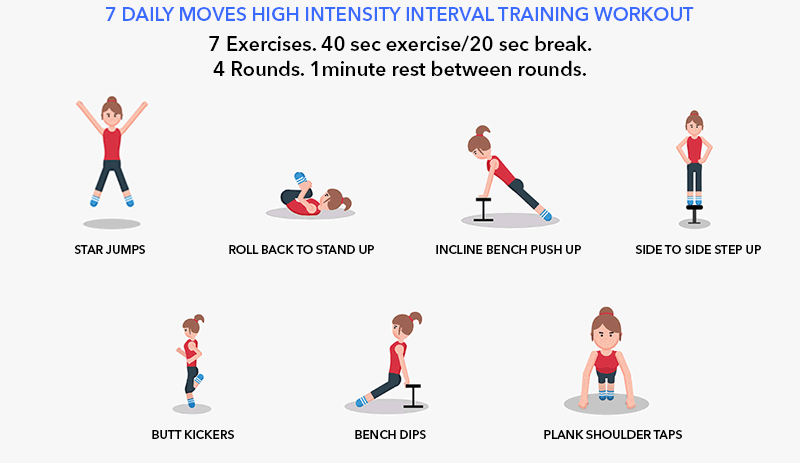 7 DAILY MOVES HIGH INTENSITY INTERVAL TRAINING WORKOUT
7 Exercises. 40 sec exercise/20 sec break.
4 Rounds. 1minute rest between rounds.
STAR JUMPS
ROLL BACK TO STAND UP
INCLINE BENCH PUSH UP
SIDE TO SIDE STEP UP
BUTT KICKERS
BENCH DIPS
PLANK SHOULDER TAPS